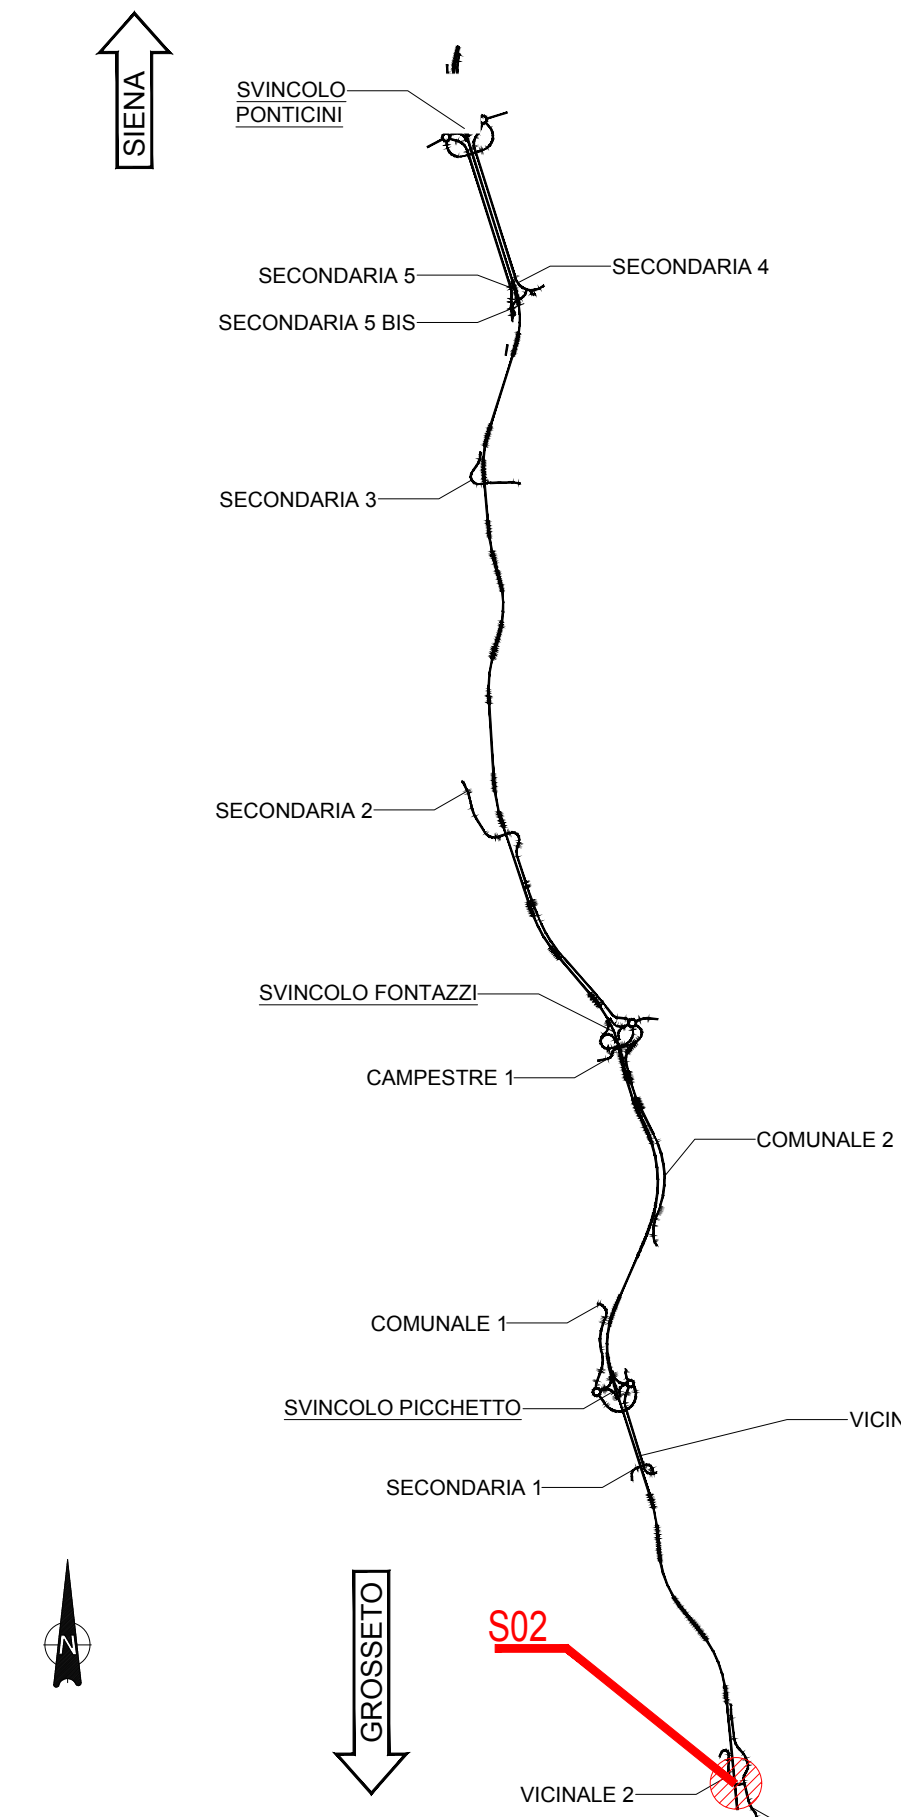 SIENA
SVINCOLO
PONTICINI
SECONDARIA 5
SECONDARIA 4
SECONDARIA 5 BIS
SECONDARIA 3
SECONDARIA 2
SVINCOLO FONTAZZI
CAMPESTRE 1
COMUNALE 2
COMUNALE 1
SVINCOLO PICCHETTO
VICIN
SECONDARIA 1
N
GROSSETO
S02
VICINALE 2